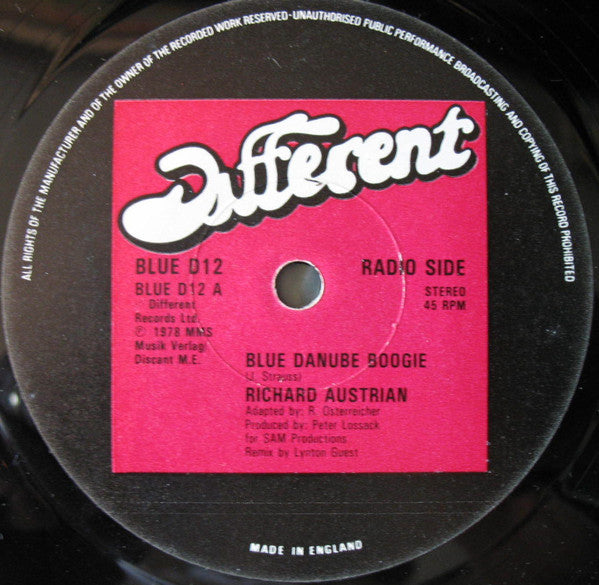 ALL RIGHTS OF THE MANUFACTURER AND OF THE OWNER OF THE RECORDED WORK RESERVED-UNAUTHORISED PUBLIC PERFORMANCE BROADCASTING AND COPYING OF THIS RECORD PROHIBITED
Different
BLUE D12
RADIO SIDE
BLUE D12 A
STEREO
45 RPM
Different
Records Ltd.
℗ 1978 MMS
Musik Verlag/
Discant M.E.
BLUE DANUBE BOOGIE
(J. Strauss)
RICHARD AUSTRIAN
Adapted by: R. Osterreicher
Produced by: Peter Lossack
for SAM Productions
Remix by Lynton Guest
MADE IN ENGLAND